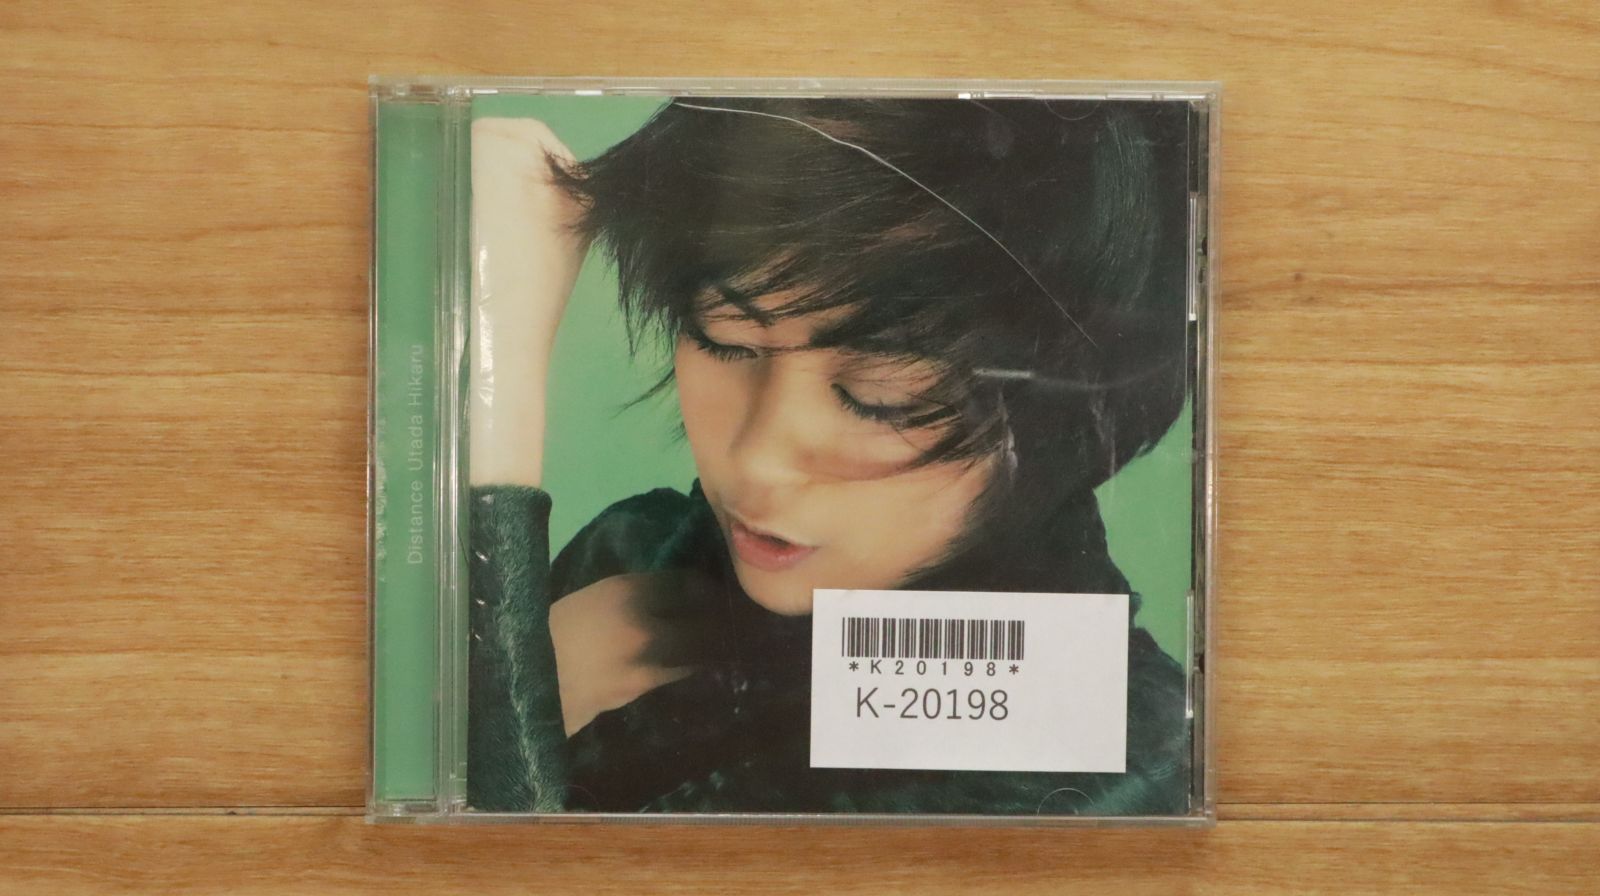 Distance Utada Hikaru
*K20198*
K-20198